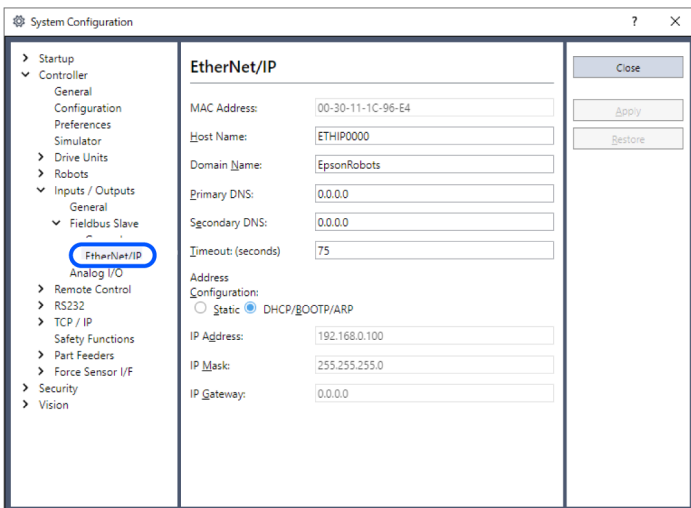 System Configuration
Startup
Controller
General
Configuration
Preferences
Simulator
Drive Units
Robots
Inputs / Outputs
General
Fieldbus Slave
EtherNet/IP
Analog I/O
Remote Control
RS232
TCP / IP
Safety Functions
Part Feeders
Force Sensor I/F
Security
Vision
EtherNet/IP
MAC Address: 00-30-11-1C-96-E4
Host Name: ETHIP0000
Domain Name: EpsonRobots
Primary DNS: 0.0.0.0
Secondary DNS: 0.0.0.0
Timeout: (seconds) 75
Address
Configuration:
Static DHCP/BOOTP/ARP
IP Address: 192.168.0.100
IP Mask: 255.255.255.0
IP Gateway: 0.0.0.0
Close
Apply
Restore